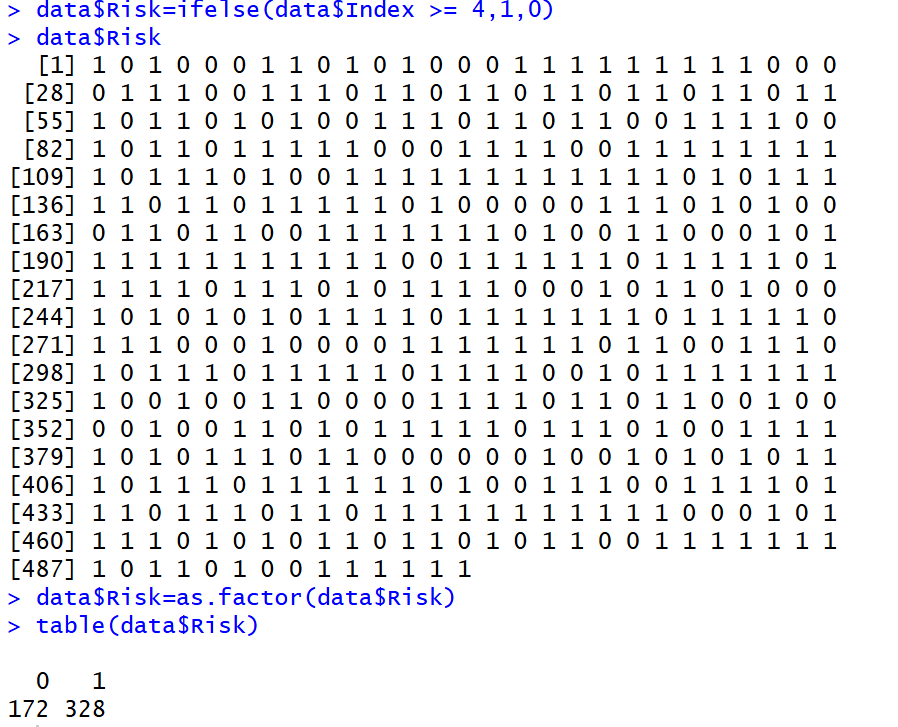 > data$Risk=ifelse(data$Index >= 4,1,0)
> data$Risk
[1] 1 0 1 0 0 0 1 1 0 1 0 1 0 0 0 1 1 1 1 1 1 1 1 1 0 0 0
[28] 0 1 1 1 0 0 1 1 1 0 1 1 0 1 1 0 1 1 0 1 1 0 1 1 0 1 1
[55] 1 0 1 1 0 1 0 1 0 0 1 1 1 0 1 1 0 1 1 0 0 1 1 1 1 0 0
[82] 1 0 1 1 0 1 1 1 1 1 0 0 0 1 1 1 1 0 0 1 1 1 1 1 1 1 1
[109] 1 0 1 1 1 0 1 0 0 1 1 1 1 1 1 1 1 1 1 1 1 0 1 0 1 1 1
[136] 1 1 0 1 1 0 1 1 1 1 1 0 1 0 0 0 0 0 0 1 1 1 0 1 0 1 0 0
[163] 0 1 1 0 1 1 0 0 1 1 1 1 1 1 1 0 1 0 0 1 1 0 0 0 1 0 1
[190] 1 1 1 1 1 1 1 1 1 1 1 0 0 1 1 1 1 1 1 0 1 1 1 1 1 0 1
[217] 1 1 1 1 0 1 1 1 0 1 0 1 1 1 1 0 0 0 1 0 1 1 0 1 0 0 0
[244] 1 0 1 0 1 0 1 0 1 1 1 1 0 1 1 1 1 1 1 1 0 1 1 1 1 1 0
[271] 1 1 1 0 0 0 1 0 0 0 0 1 1 1 1 1 1 1 0 1 1 0 0 1 1 1 0
[298] 1 0 1 1 1 0 1 1 1 1 1 0 1 1 1 1 0 0 1 0 1 1 1 1 1 1 1
[325] 1 0 0 1 0 0 1 1 0 0 0 0 1 1 1 1 0 1 1 0 1 1 0 0 1 0 0
[352] 0 0 1 0 0 1 1 0 1 0 1 1 1 1 1 0 1 1 1 0 1 0 0 1 1 1 1
[379] 1 0 1 0 1 1 1 0 1 1 0 0 0 0 0 0 1 0 0 1 0 1 0 1 0 1 1
[406] 1 0 1 1 1 0 1 1 1 1 1 1 0 1 0 0 1 1 1 0 0 1 1 1 1 0 1
[433] 1 1 0 1 1 1 0 1 1 0 1 1 1 1 1 1 1 1 1 1 1 0 0 0 1 0 1
[460] 1 1 1 0 1 0 1 0 1 1 0 1 1 0 1 0 1 1 0 0 1 1 1 1 1 1 1
[487] 1 0 1 1 0 1 0 0 1 1 1 1 1 1
> data$Risk=as.factor(data$Risk)
> table(data$Risk)
0 1
172 328